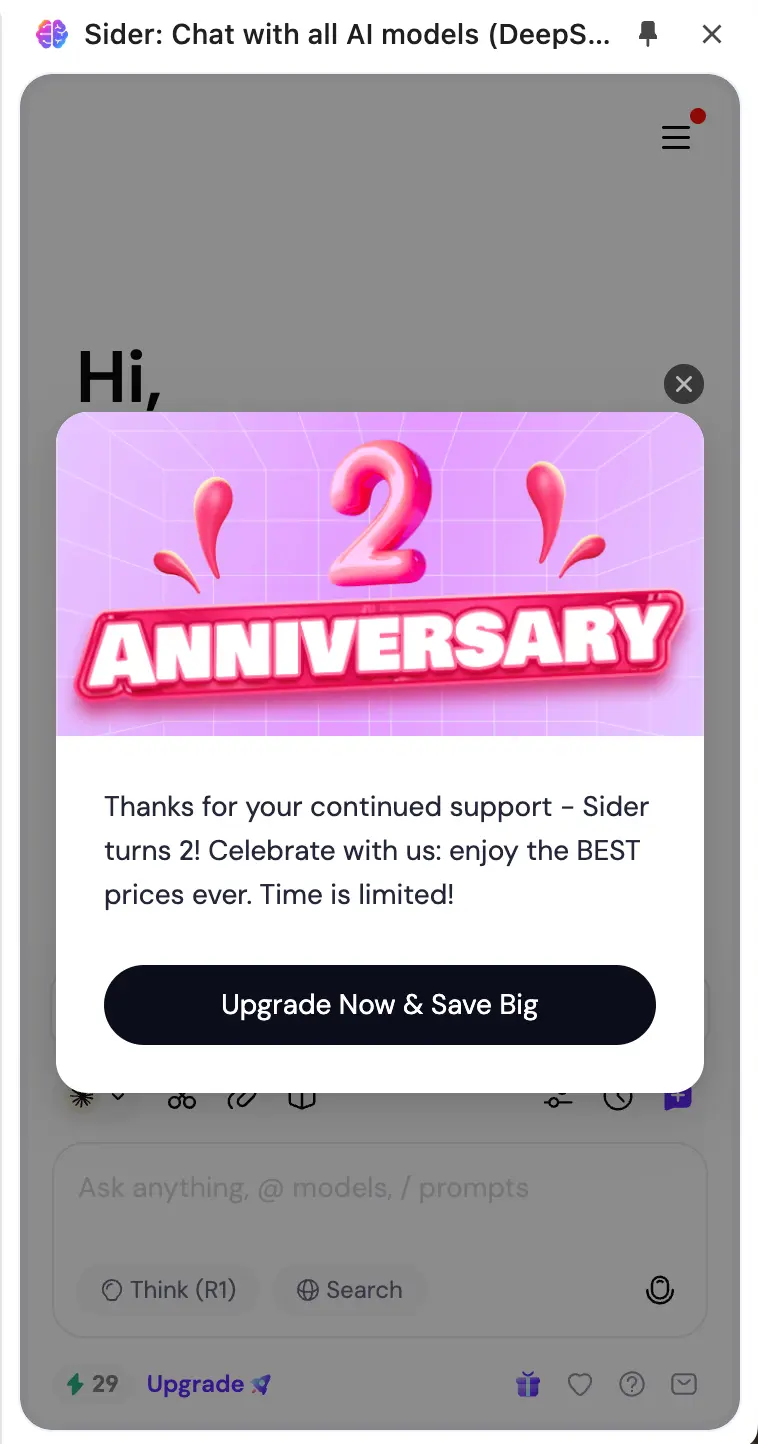 Sider: Chat with all AI models (DeepS...
Hi,
2
ANNIVERSARY
Thanks for your continued support – Sider
turns 2! Celebrate with us: enjoy the BEST
prices ever. Time is limited!
Upgrade Now & Save Big
Ask anything, @ models, / prompts
Think (R1) Search
29 Upgrade